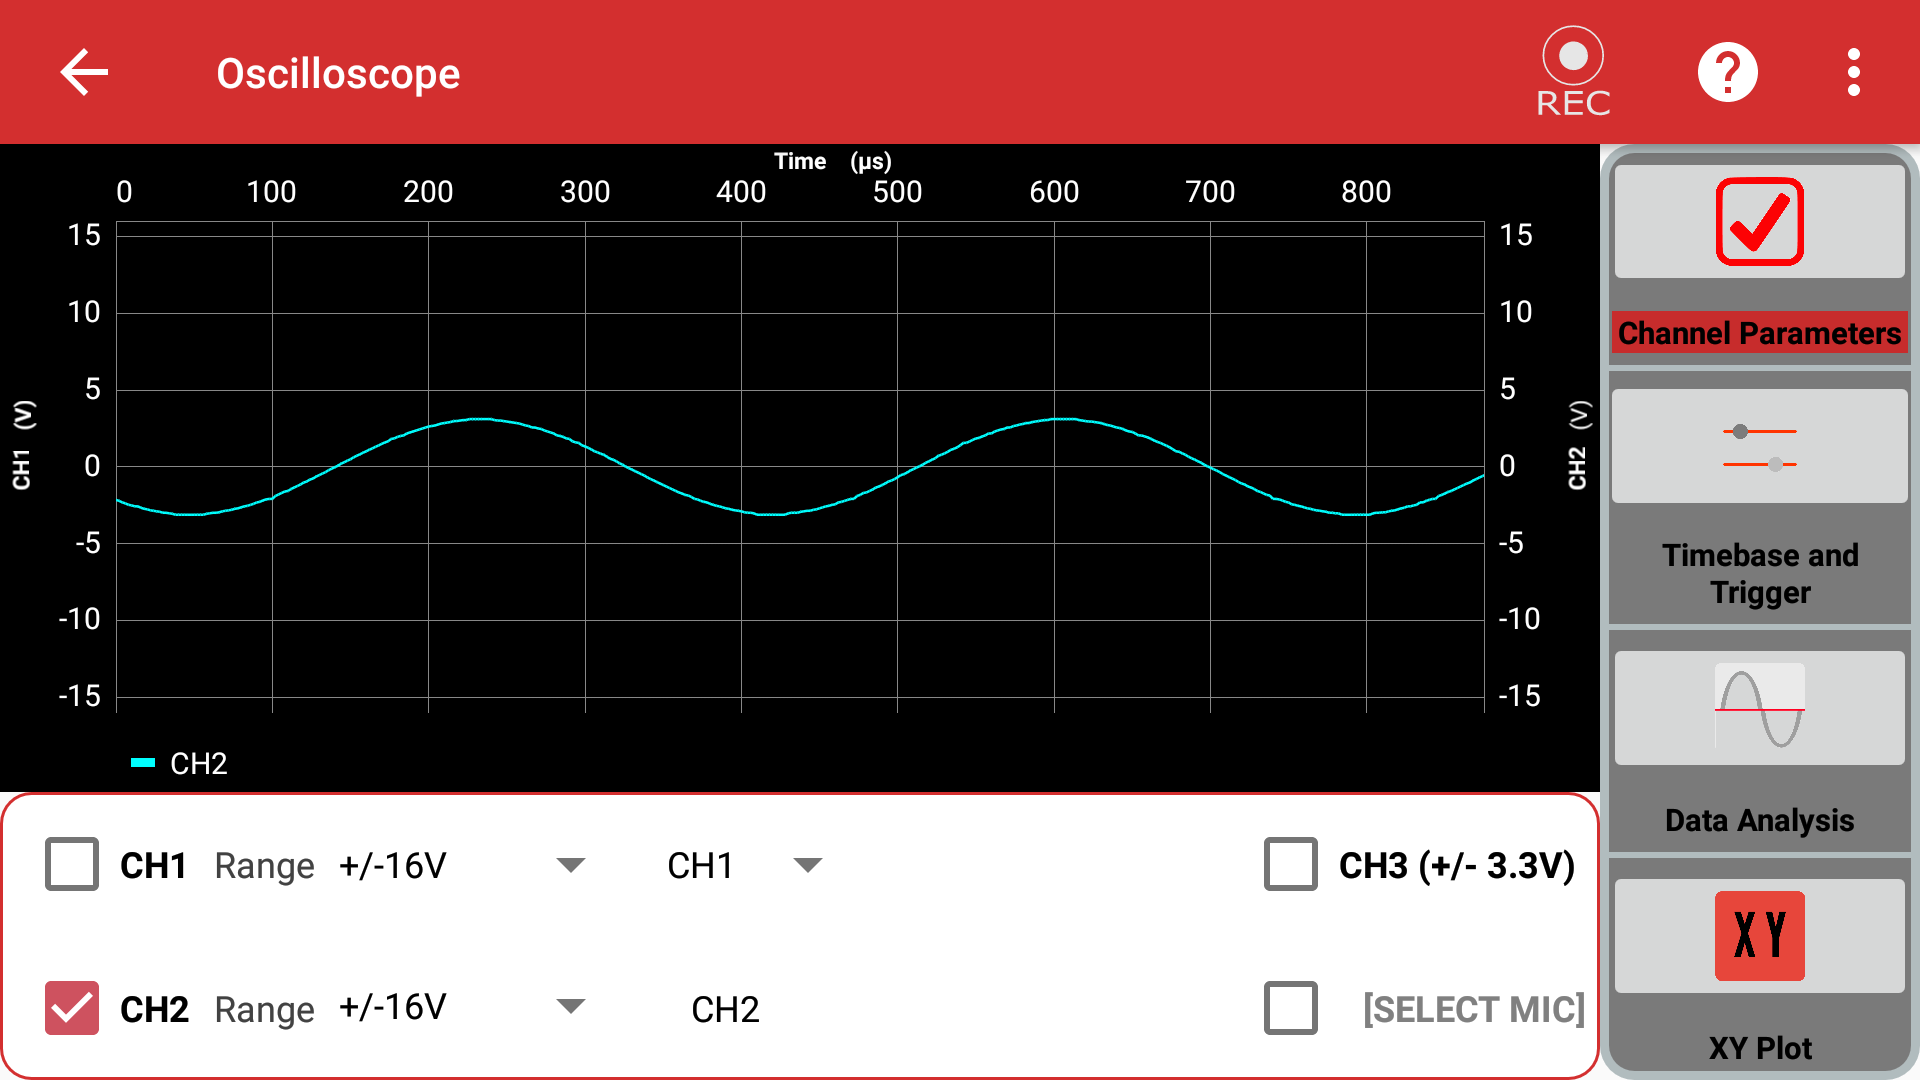 Oscilloscope
REC
?
Time (µs)
0 100 200 300 400 500 600 700 800
15 15
10 10
5 5
0 0
-5 -5
-10 -10
-15 -15
CH1 (V)
CH2 (V)
CH2
CH1 Range +/-16V CH1 CH3 (+/- 3.3V)
CH2 Range +/-16V CH2 [SELECT MIC]
Channel Parameters
Timebase and
Trigger
Data Analysis
XY
XY Plot